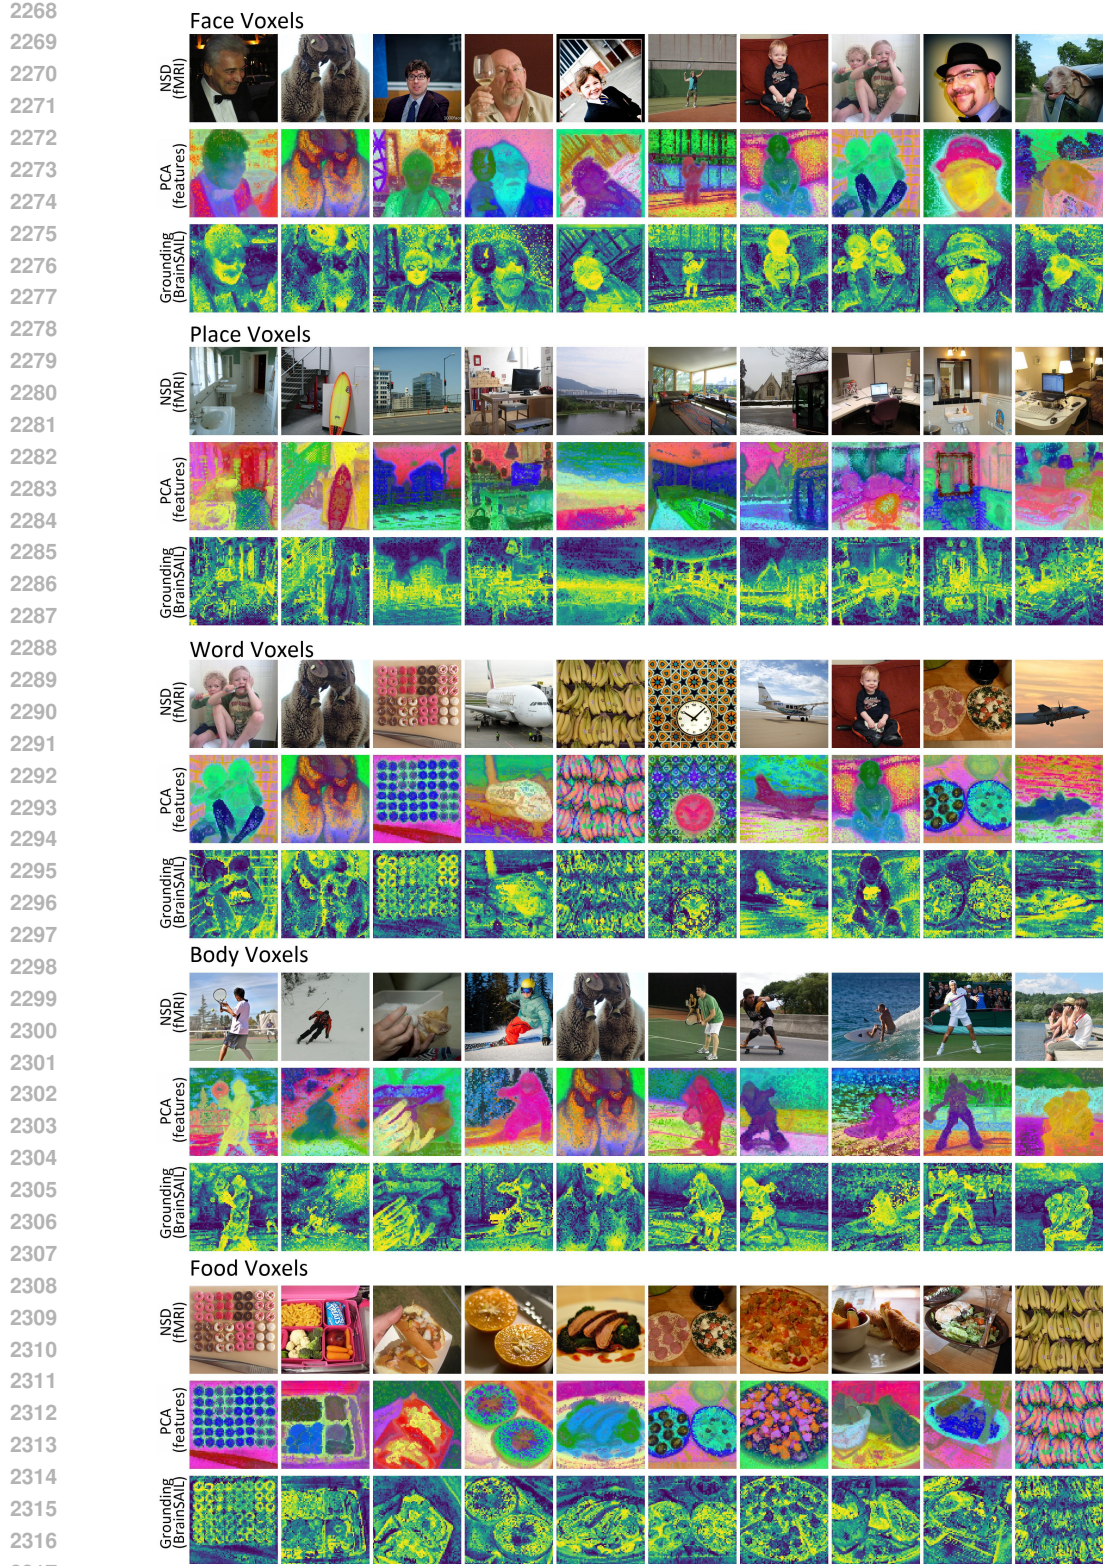 2268
Face Voxels
2269
2270
2271
NSD
(fMRI)
2272
2273
2274
PCA
(features)
2275
2276
2277
Grounding
(BrainSAIL)
2278
Place Voxels
2279
2280
2281
NSD
(fMRI)
2282
2283
2284
PCA
(features)
2285
2286
2287
Grounding
(BrainSAIL)
2288
Word Voxels
2289
2290
2291
NSD
(fMRI)
2292
2293
2294
PCA
(features)
2295
2296
2297
Grounding
(BrainSAIL)
Body Voxels
2298
2299
2300
2301
NSD
(fMRI)
2302
2303
2304
PCA
(features)
2305
2306
2307
Grounding
(BrainSAIL)
Food Voxels
2308
2309
2310
NSD
(fMRI)
2311
2312
2313
PCA
(features)
2314
2315
2316
Grounding
(BrainSAIL)